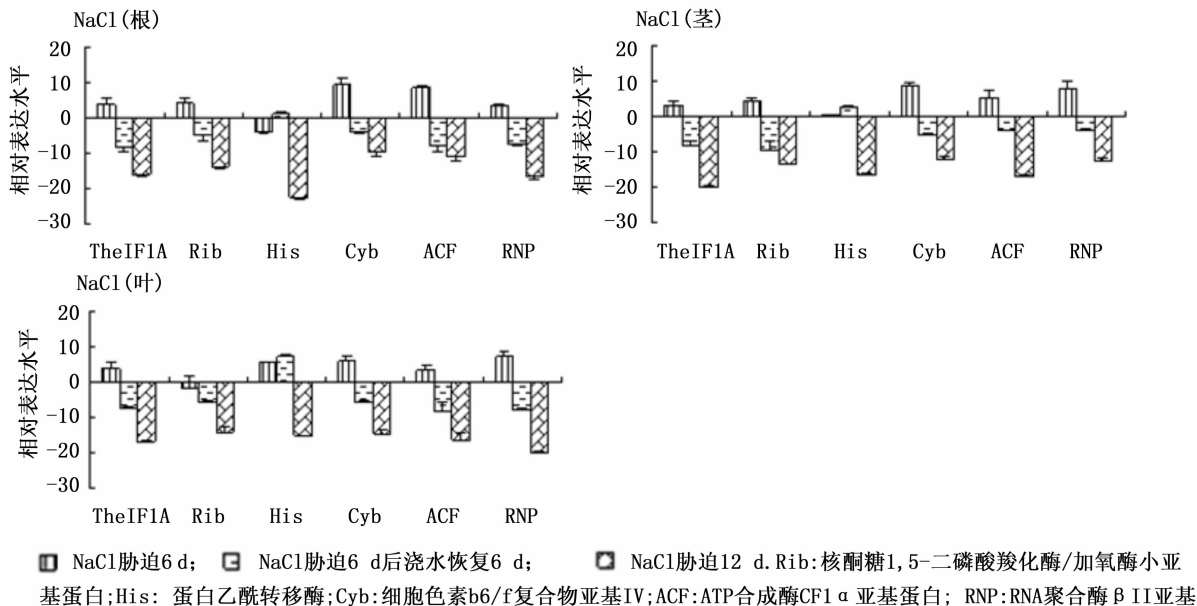 NaCl(根)
20
10
0
-10
-20
-30
相对表达水平
TheIF1A Rib His Cyb ACF RNP
NaCl(茎)
20
10
0
-10
-20
-30
相对表达水平
TheIF1A Rib His Cyb ACF RNP
NaCl(叶)
20
10
0
-10
-20
-30
相对表达水平
TheIF1A Rib His Cyb ACF RNP
NaCl胁迫6 d; NaCl胁迫6 d后浇水恢复6 d; NaCl胁迫12 d.Rib:核酮糖1,5-二磷酸羧化酶/加氧酶小亚
基蛋白;His: 蛋白乙酰转移酶;Cyb:细胞色素b6/f复合物亚基IV;ACF:ATP合成酶CF1α亚基蛋白; RNP:RNA聚合酶βII亚基